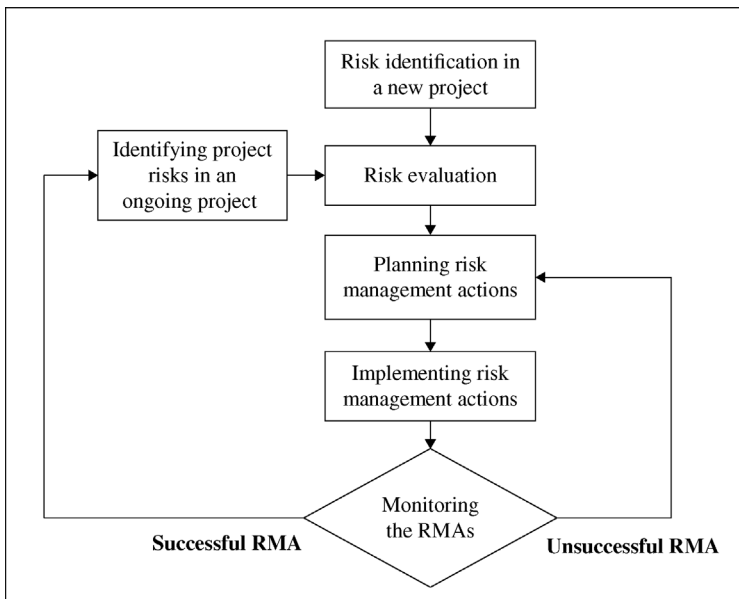 Risk identification in
a new project
Identifying project
risks in an
ongoing project
Risk evaluation
Planning risk
management actions
Implementing risk
management actions
Monitoring
the RMAs
Successful RMA
Unsuccessful RMA